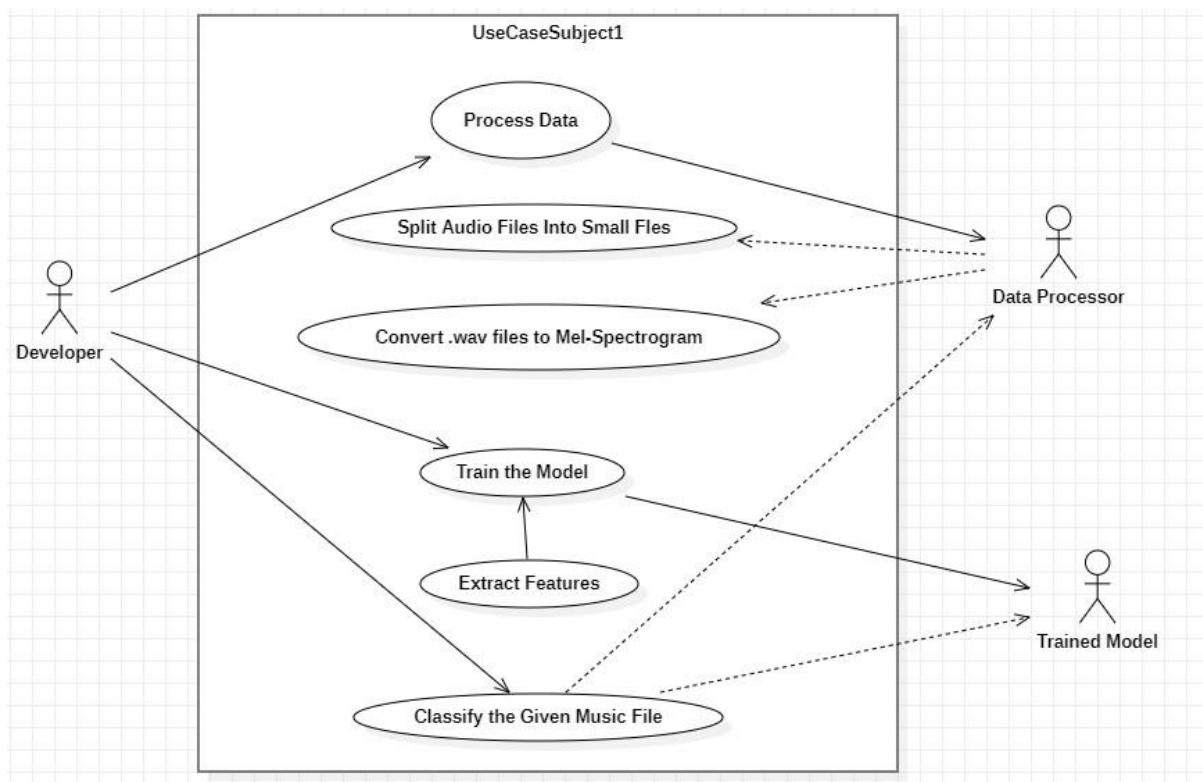 UseCaseSubject1
Process Data
Split Audio Files Into Small Fles
Data Processor
Convert .wav files to Mel-Spectrogram
Developer
Train the Model
Extract Features
Trained Model
Classify the Given Music File